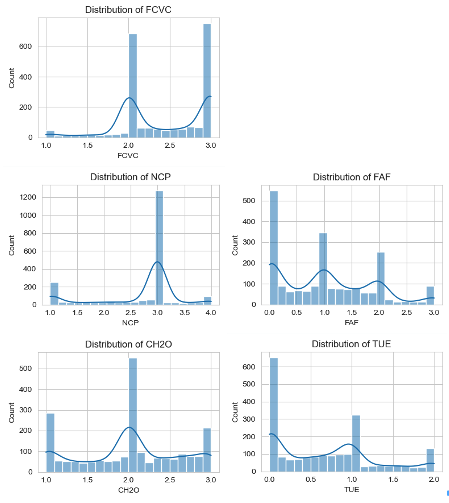 Distribution of FCVC
Count
600
400
200
0
1.0 1.5 2.0 2.5 3.0
FCVC
Distribution of NCP
Count
1200
1000
800
600
400
200
0
1.0 1.5 2.0 2.5 3.0 3.5 4.0
NCP
Distribution of FAF
Count
500
400
300
200
100
0
0.0 0.5 1.0 1.5 2.0 2.5 3.0
FAF
Distribution of CH2O
Count
500
400
300
200
100
0
1.0 1.5 2.0 2.5 3.0
CH2O
Distribution of TUE
Count
600
500
400
300
200
100
0
0.0 0.5 1.0 1.5 2.0
TUE